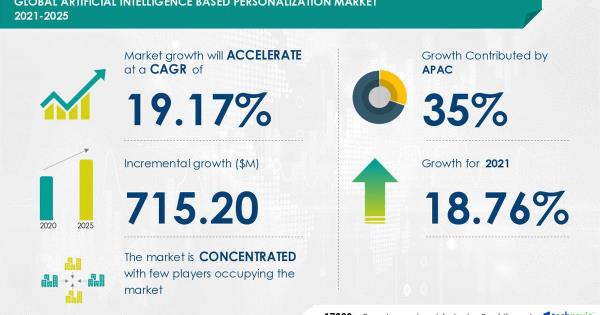 GLOBAL ARTIFICIAL INTELLIGENCE BASED PERSONALIZATION MARKET
2021-2025
Market growth will ACCELERATE
at a CAGR of
19.17%
Incremental growth ($M)
715.20
2020 2025
The market is CONCENTRATED
with few players occupying the
market
Growth Contributed by
APAC
35%
Growth for 2021
18.76%